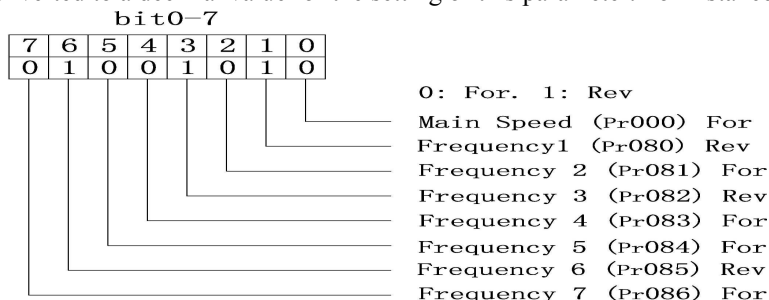 bit0-7
7 6 5 4 3 2 1 0
0 1 0 0 1 0 1 0
0: For. 1: Rev
Main Speed (Pr000) For
Frequency1 (Pr080) Rev
Frequency 2 (Pr081) For
Frequency 3 (Pr082) Rev
Frequency 4 (Pr083) For
Frequency 5 (Pr084) For
Frequency 6 (Pr085) Rev
Frequency 7 (Pr086) For